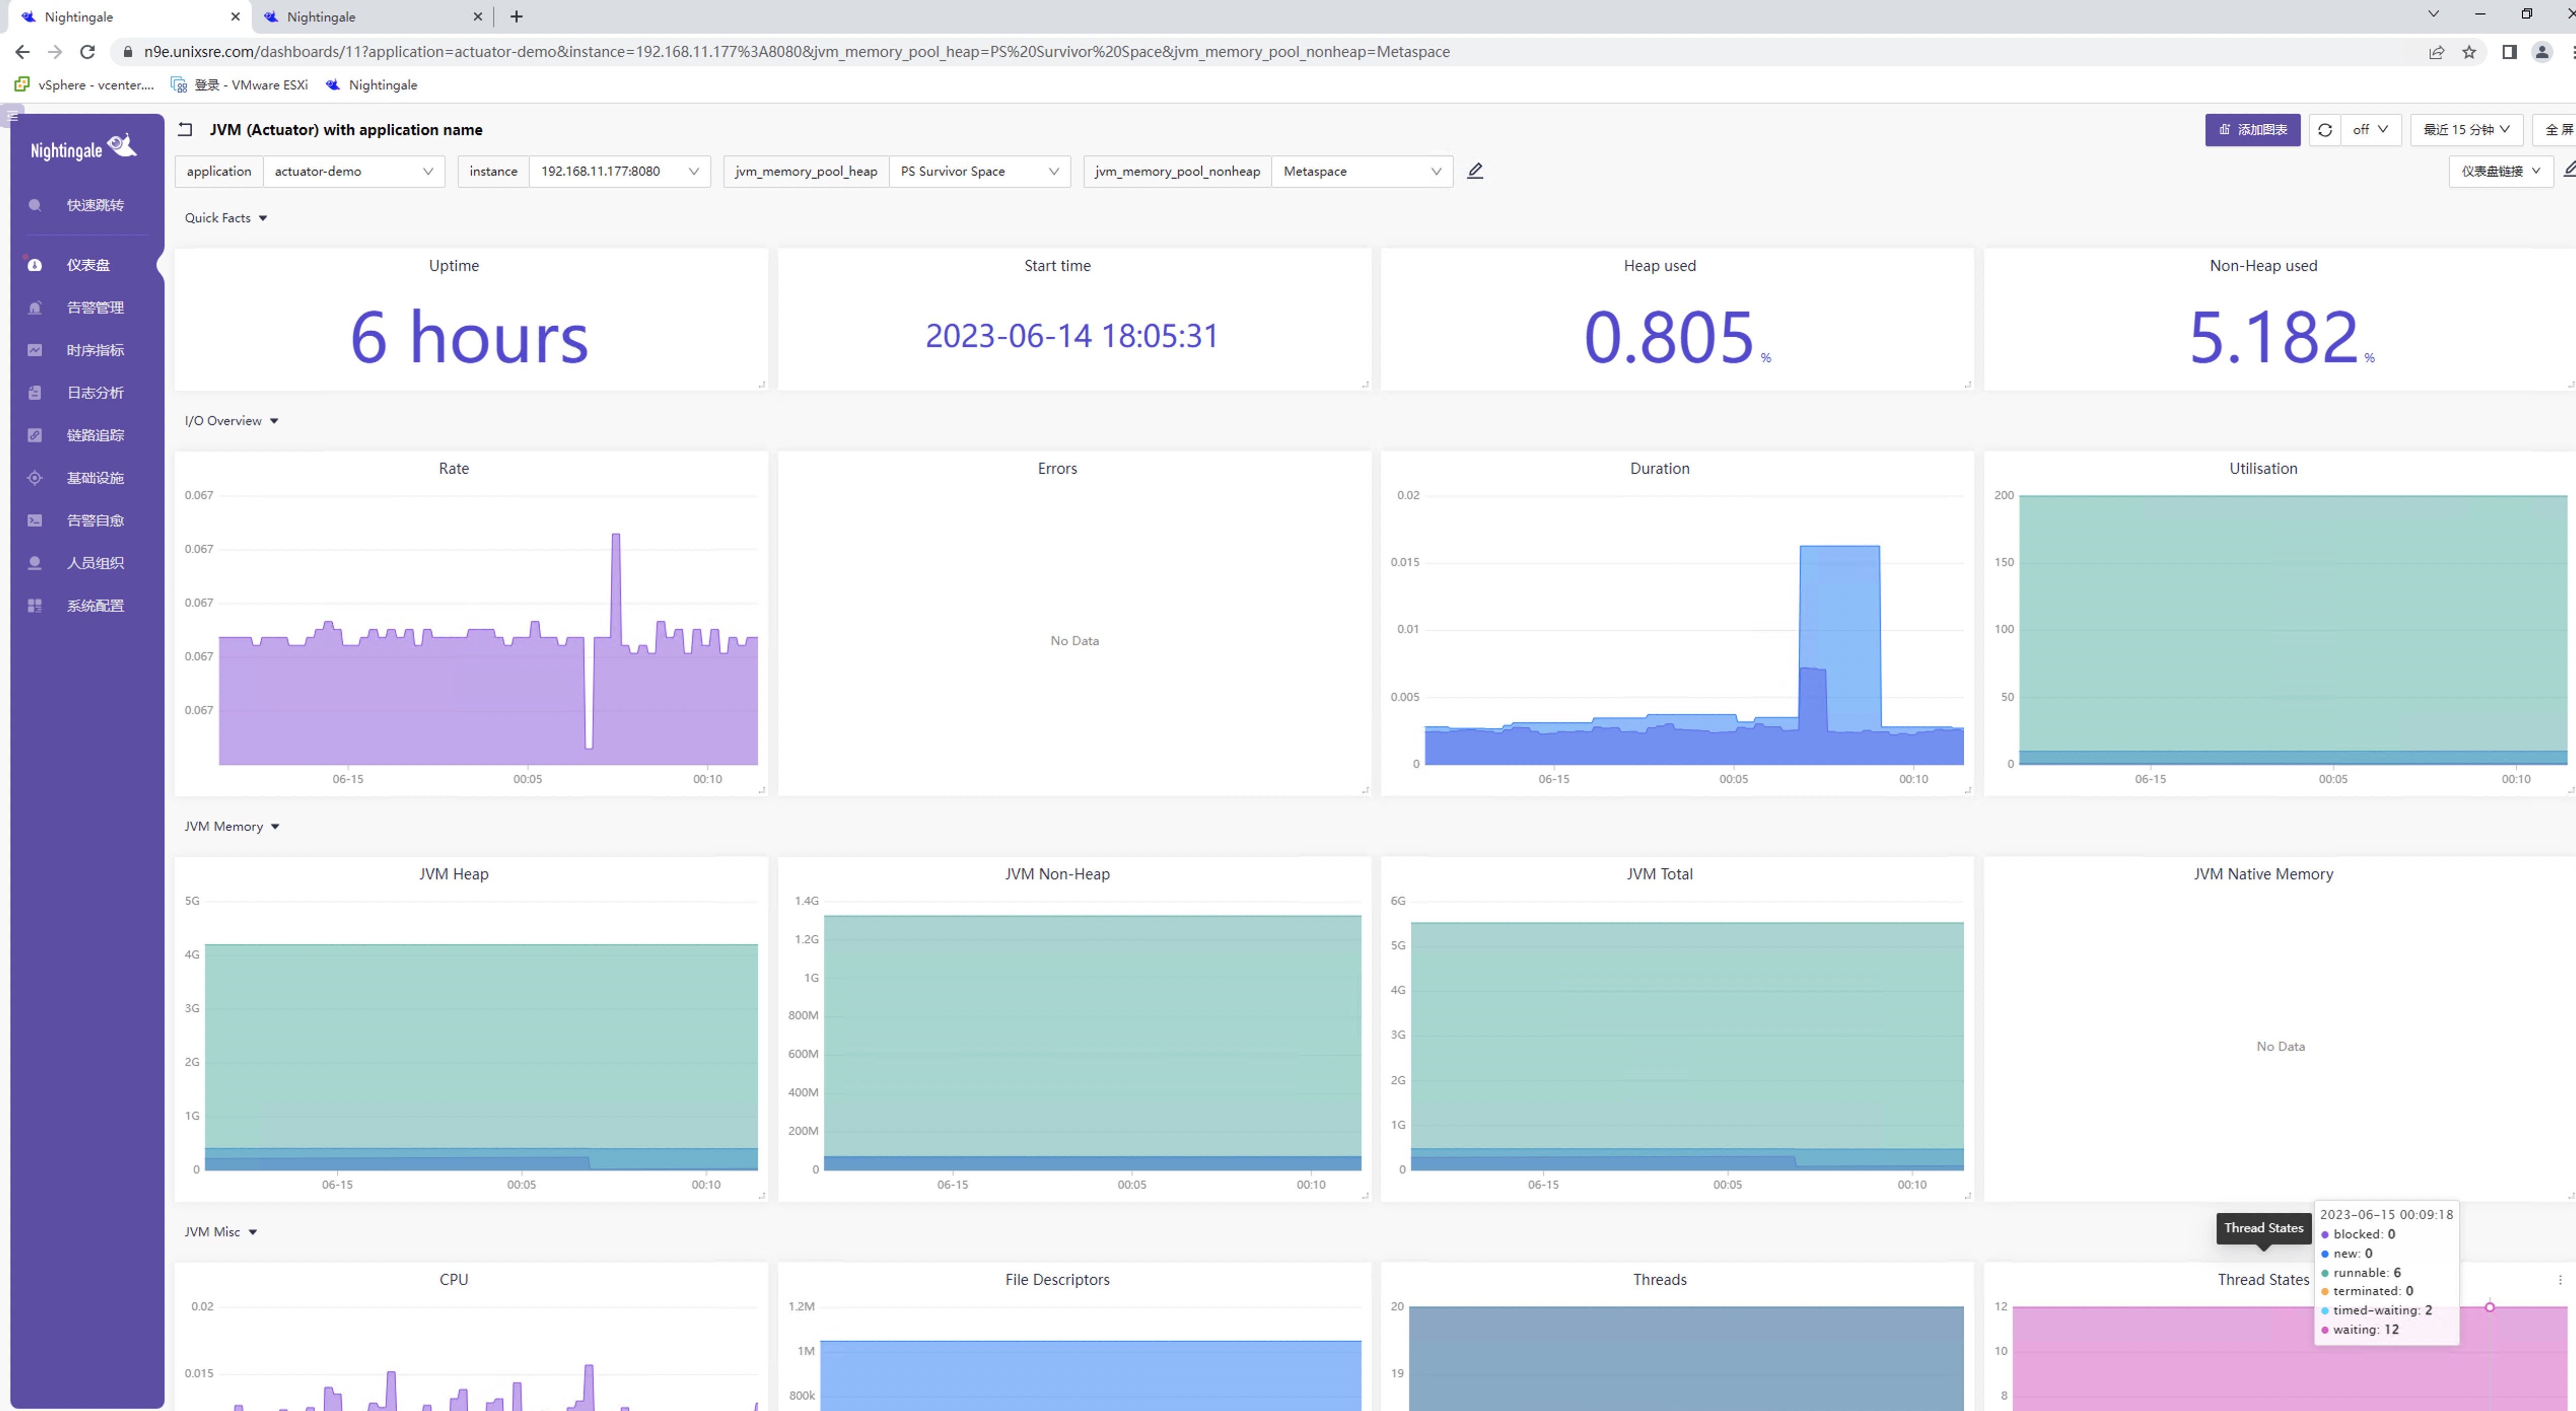 Nightingale
Nightingale
n9e.unixsre.com/dashboards/11?application=actuator-demo&instance=192.168.11.177%3A8080&jvm_memory_pool_heap=PS%20Survivor%20Space&jvm_memory_pool_nonheap=Metaspace
vSphere - vcenter.... 登录 - VMware ESXi Nightingale
Nightingale
快速跳转
仪表盘
告警管理
时序指标
日志分析
链路追踪
基础设施
告警自愈
人员组织
系统配置
JVM (Actuator) with application name
添加图表 off 最近 15 分钟 全屏
application actuator-demo instance 192.168.11.177:8080 jvm_memory_pool_heap PS Survivor Space jvm_memory_pool_nonheap Metaspace 仪表盘链接
Quick Facts
Uptime
6 hours
Start time
2023-06-14 18:05:31
Heap used
0.805 %
Non-Heap used
5.182 %
I/O Overview
Rate
0.067
0.067
0.067
0.067
0.067
06-15 00:05 00:10
Errors
No Data
Duration
0.02
0.015
0.01
0.005
0
06-15 00:05 00:10
Utilisation
200
150
100
50
0
06-15 00:05 00:10
JVM Memory
JVM Heap
5G
4G
3G
2G
1G
0
06-15 00:05 00:10
JVM Non-Heap
1.4G
1.2G
1G
800M
600M
400M
200M
0
06-15 00:05 00:10
JVM Total
6G
5G
4G
3G
2G
1G
0
06-15 00:05 00:10
JVM Native Memory
No Data
JVM Misc
CPU
0.02
0.015
File Descriptors
1.2M
1M
800k
Threads
20
19
Thread States
Thread States
12
10
8
2023-06-15 00:09:18
blocked: 0
new: 0
runnable: 6
terminated: 0
timed-waiting: 2
waiting: 12